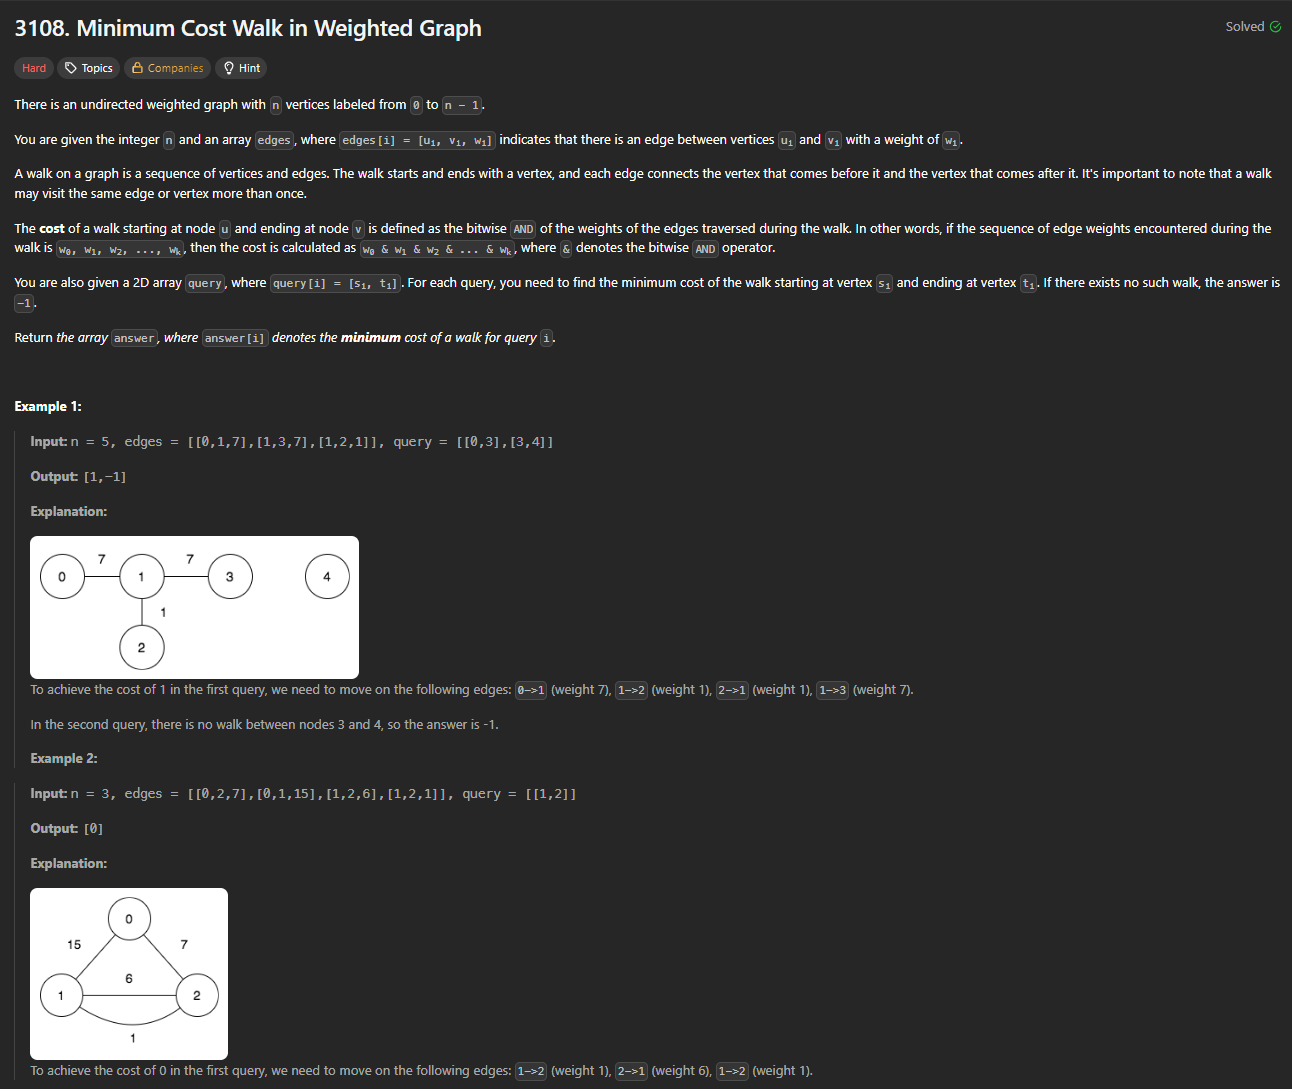 3108. Minimum Cost Walk in Weighted Graph
Solved
Hard Topics Companies Hint
There is an undirected weighted graph with n vertices labeled from 0 to n - 1.
You are given the integer n and an array edges, where edges[i] = [uᵢ, vᵢ, wᵢ] indicates that there is an edge between vertices uᵢ and vᵢ with a weight of wᵢ.
A walk on a graph is a sequence of vertices and edges. The walk starts and ends with a vertex, and each edge connects the vertex that comes before it and the vertex that comes after it. It's important to note that a walk
may visit the same edge or vertex more than once.
The cost of a walk starting at node u and ending at node v is defined as the bitwise AND of the weights of the edges traversed during the walk. In other words, if the sequence of edge weights encountered during the
walk is w₀, w₁, w₂, ..., wₖ, then the cost is calculated as w₀ & w₁ & w₂ & ... & wₖ, where & denotes the bitwise AND operator.
You are also given a 2D array query, where query[i] = [sᵢ, tᵢ]. For each query, you need to find the minimum cost of the walk starting at vertex sᵢ and ending at vertex tᵢ. If there exists no such walk, the answer is
-1.
Return the array answer, where answer[i] denotes the minimum cost of a walk for query i.
Example 1:
Input: n = 5, edges = [[0,1,7],[1,3,7],[1,2,1]], query = [[0,3],[3,4]]
Output: [1,-1]
Explanation:
7 7
0 1 3 4
1
2
To achieve the cost of 1 in the first query, we need to move on the following edges: 0->1 (weight 7), 1->2 (weight 1), 2->1 (weight 1), 1->3 (weight 7).
In the second query, there is no walk between nodes 3 and 4, so the answer is -1.
Example 2:
Input: n = 3, edges = [[0,2,7],[0,1,15],[1,2,6],[1,2,1]], query = [[1,2]]
Output: [0]
Explanation:
0
15 7
6
1 2
1
To achieve the cost of 0 in the first query, we need to move on the following edges: 1->2 (weight 1), 2->1 (weight 6), 1->2 (weight 1).